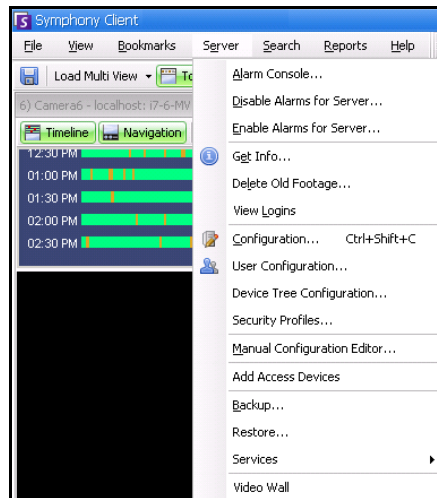 Symphony Client
File View Bookmarks Server Search Reports Help
Load Multi View To
6) Camera6 - localhost: i7-6-MV
Timeline Navigation
12:30 PM
01:00 PM
01:30 PM
02:00 PM
02:30 PM
Alarm Console...
Disable Alarms for Server...
Enable Alarms for Server...
Get Info...
Delete Old Footage...
View Logins
Configuration... Ctrl+Shift+C
User Configuration...
Device Tree Configuration...
Security Profiles...
Manual Configuration Editor...
Add Access Devices
Backup...
Restore...
Services
Video Wall